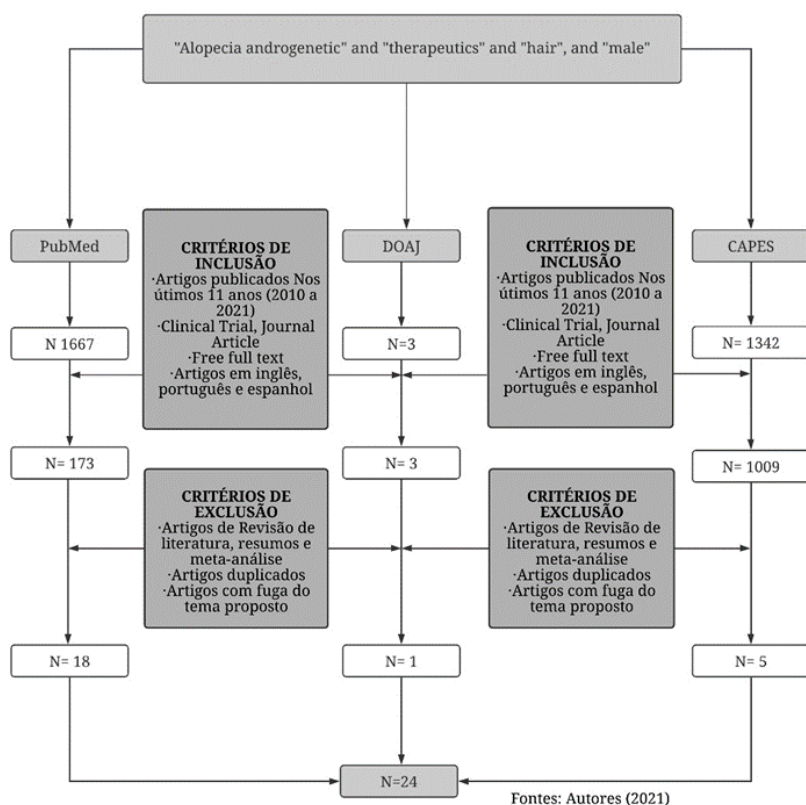 "Alopecia androgenetic" and "therapeutics" and "hair", and "male"
PubMed
DOAJ
CAPES
CRITÉRIOS DE
INCLUSÃO
·Artigos publicados Nos
útimos 11 anos (2010 a
2021)
·Clinical Trial, Journal
Article
·Free full text
·Artigos em inglês,
português e espanhol
CRITÉRIOS DE
INCLUSÃO
·Artigos publicados Nos
útimos 11 anos (2010 a
2021)
·Clinical Trial, Journal
Article
·Free full text
·Artigos em inglês,
português e espanhol
N 1667
N=3
N= 1342
N= 173
N= 3
N= 1009
CRITÉRIOS DE
EXCLUSÃO
·Artigos de Revisão de
literatura, resumos e
meta-análise
·Artigos duplicados
·Artigos com fuga do
tema proposto
CRITÉRIOS DE
EXCLUSÃO
·Artigos de Revisão de
literatura, resumos e
meta-análise
·Artigos duplicados
·Artigos com fuga do
tema proposto
N= 18
N= 1
N= 5
N=24
Fontes: Autores (2021)